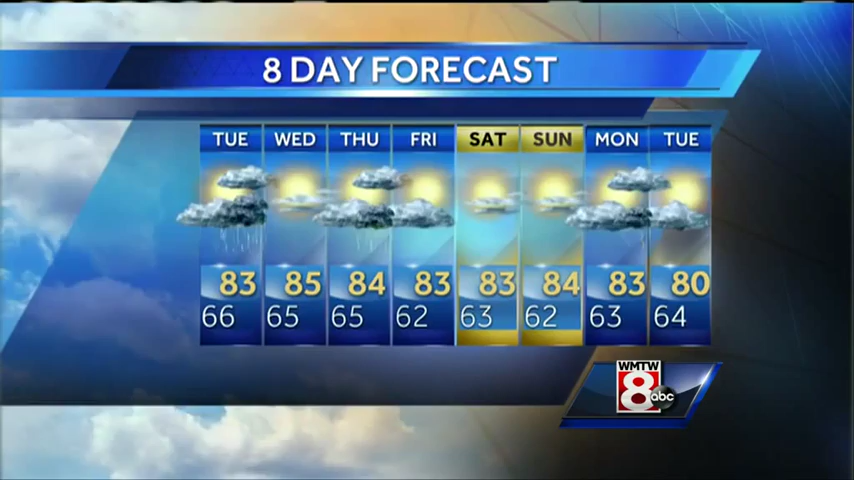 8 DAY FORECAST
TUE WED THU FRI SAT SUN MON TUE
83 85 84 83 83 84 83 80
66 65 65 62 63 62 63 64
WMTW
8
abc